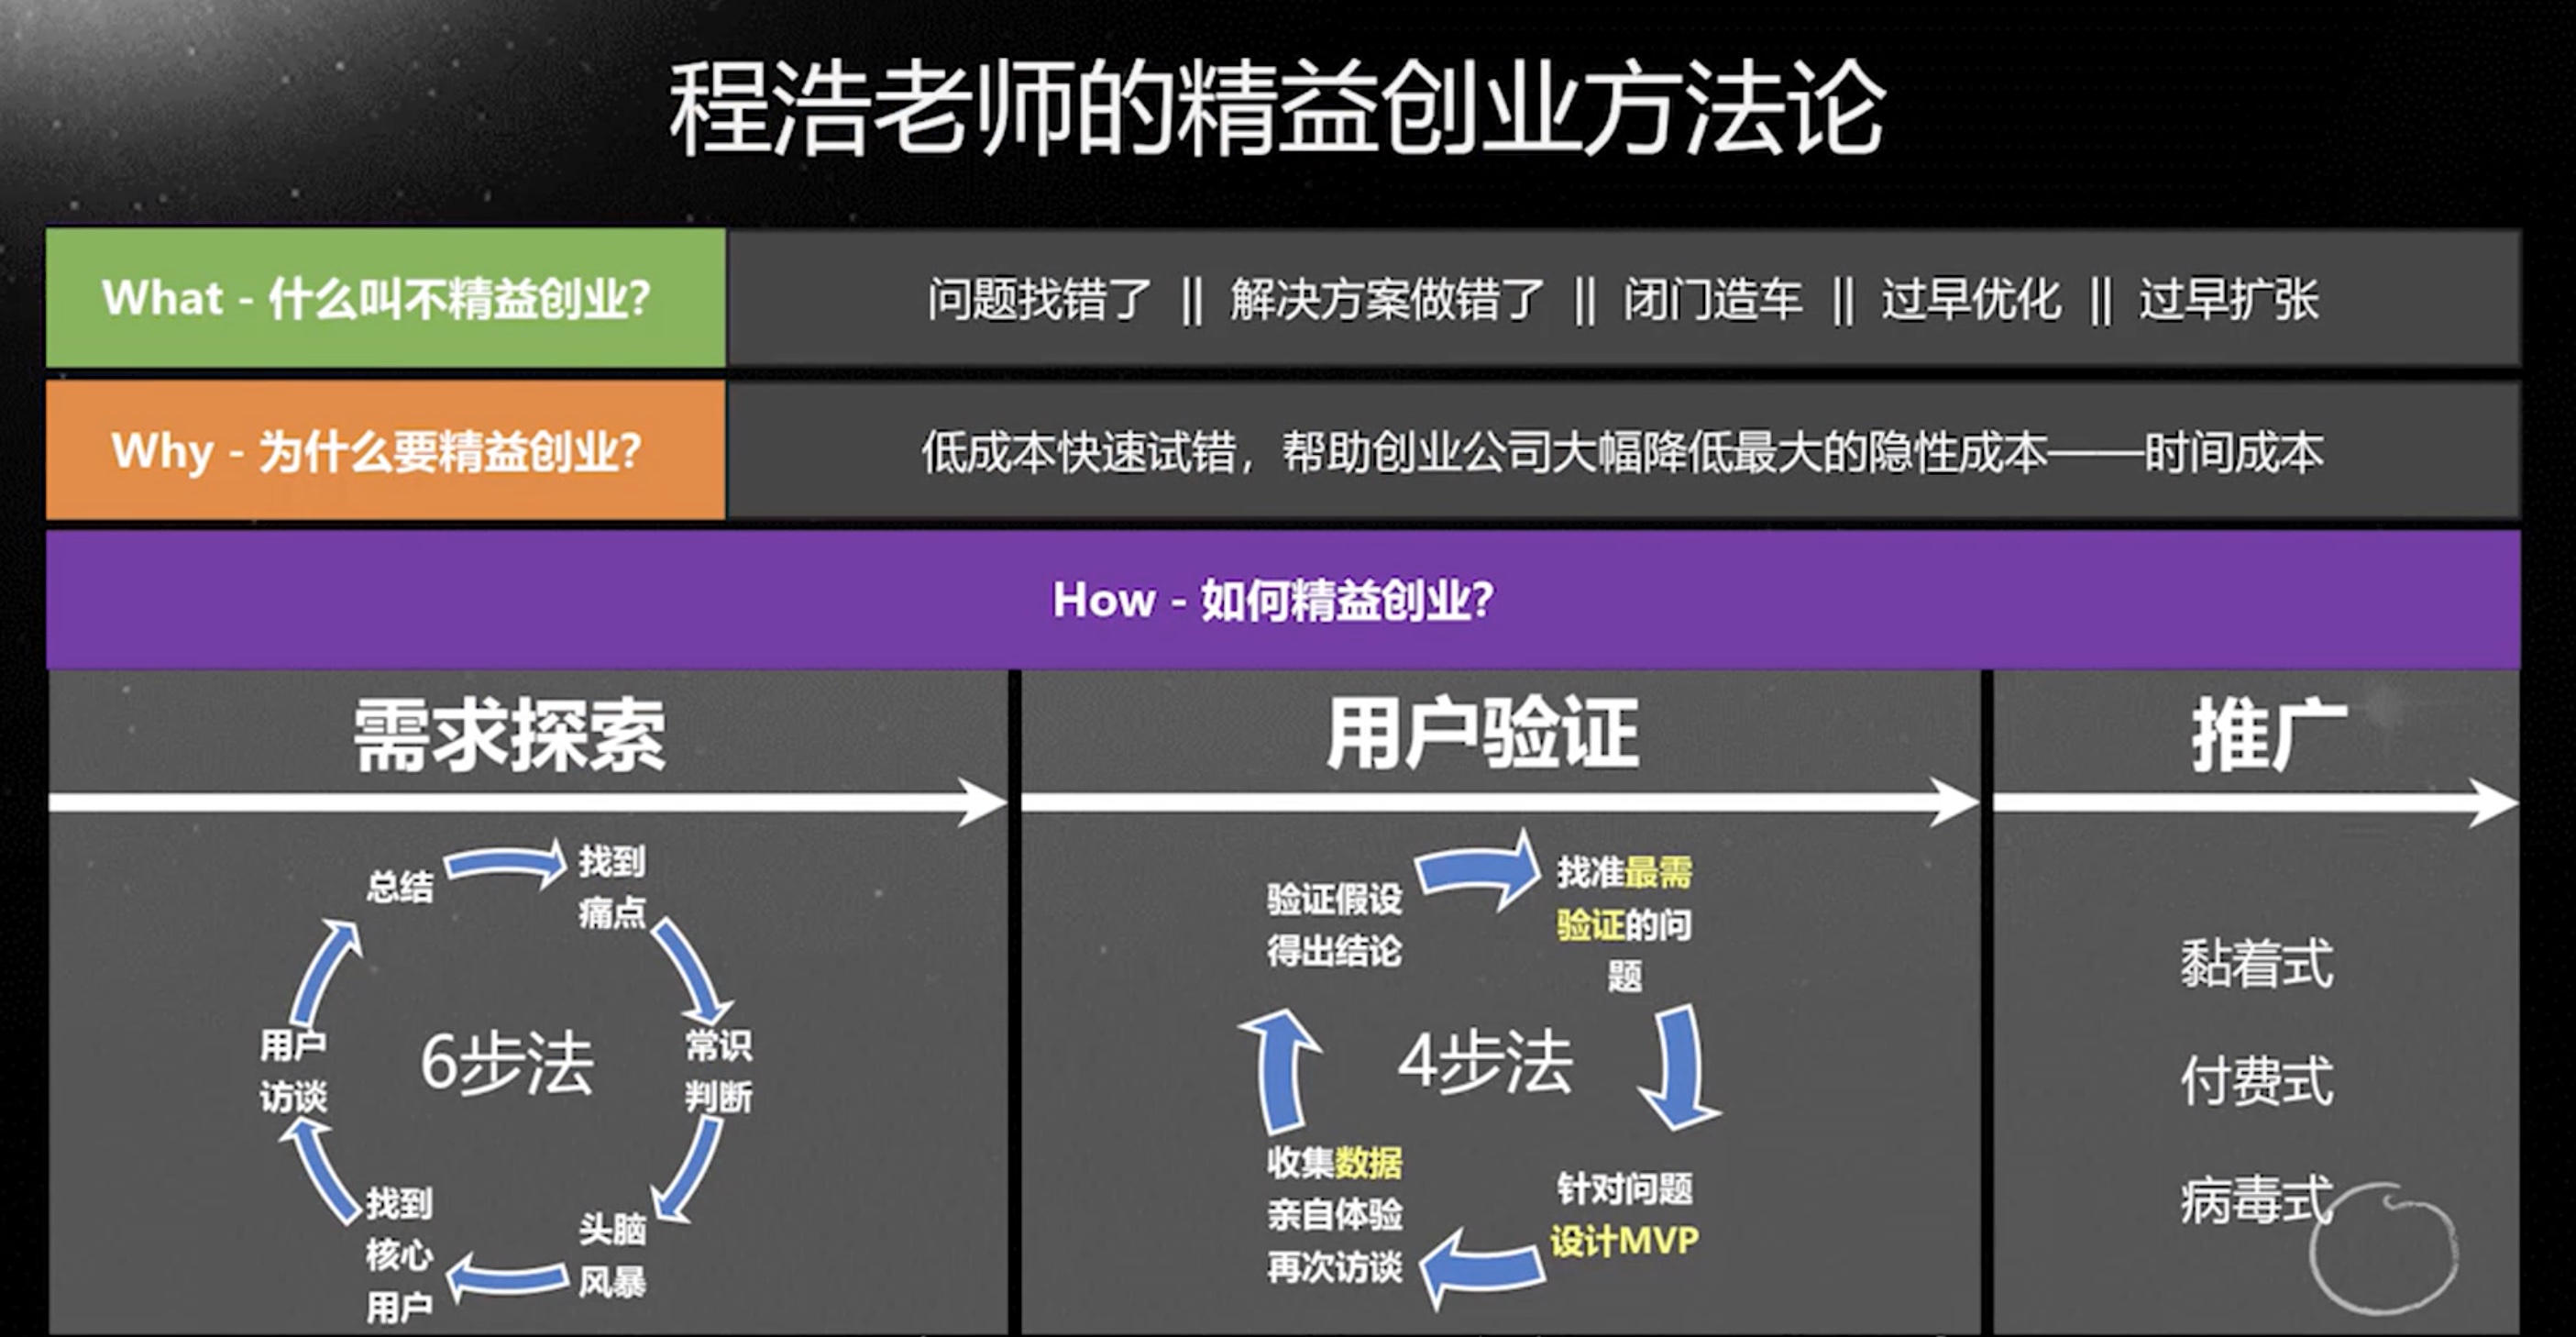 程浩老师的精益创业方法论
What - 什么叫不精益创业？
问题找错了 || 解决方案做错了 || 闭门造车 || 过早优化 || 过早扩张
Why - 为什么要精益创业？
低成本快速试错，帮助创业公司大幅降低最大的隐性成本——时间成本
How - 如何精益创业？
需求探索
找到
痛点
常识
判断
头脑
风暴
找到
核心
用户
用户
访谈
总结
6步法
用户验证
找准最需
验证的问
题
针对问题
设计MVP
收集数据
亲自体验
再次访谈
验证假设
得出结论
4步法
推广
黏着式
付费式
病毒式